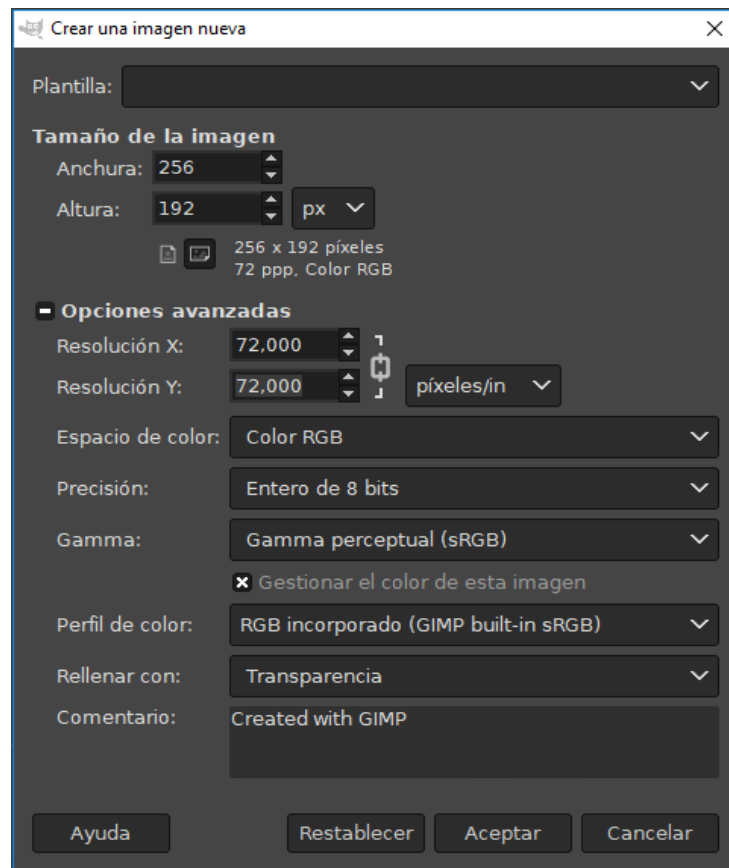 Crear una imagen nueva
Plantilla:
Tamaño de la imagen
Anchura: 256
Altura: 192 px
256 x 192 píxeles
72 ppp, Color RGB
Opciones avanzadas
Resolución X: 72,000
Resolución Y: 72,000 píxeles/in
Espacio de color: Color RGB
Precisión: Entero de 8 bits
Gamma: Gamma perceptual (sRGB)
Gestionar el color de esta imagen
Perfil de color: RGB incorporado (GIMP built-in sRGB)
Rellenar con: Transparencia
Comentario: Created with GIMP
Ayuda Restablecer Aceptar Cancelar